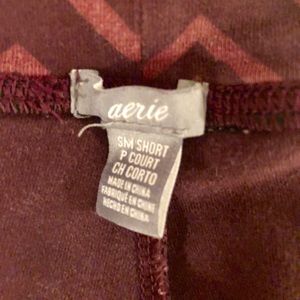 aerie
SM SHORT
P COURT
CH CORTO
MADE IN CHINA
FABRIQUÉ EN CHINE
HECHO EN CHINA